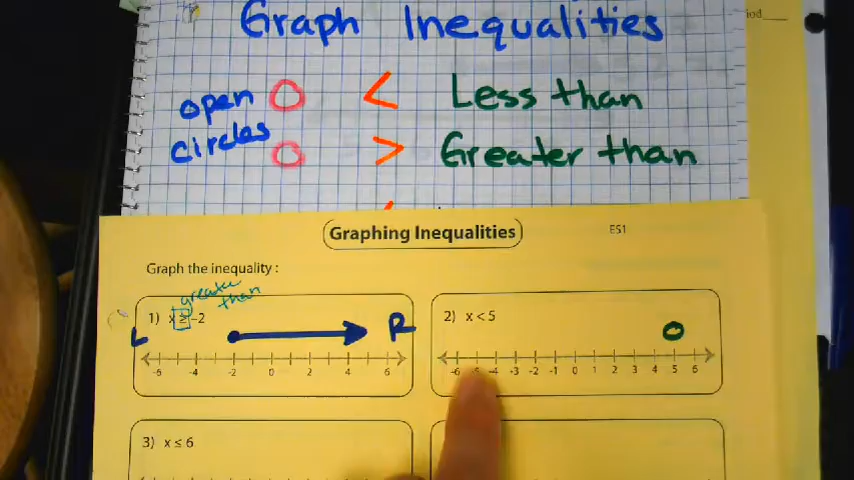 Graph Inequalities
open < Less than
circles > Greater than
Graphing Inequalities
ES1
Graph the inequality :
greater
than
1) x ≥ -2
L R
-6 -4 -2 0 2 4 6
2) x < 5
-6 -5 -4 -3 -2 -1 0 1 2 3 4 5 6
3) x ≤ 6